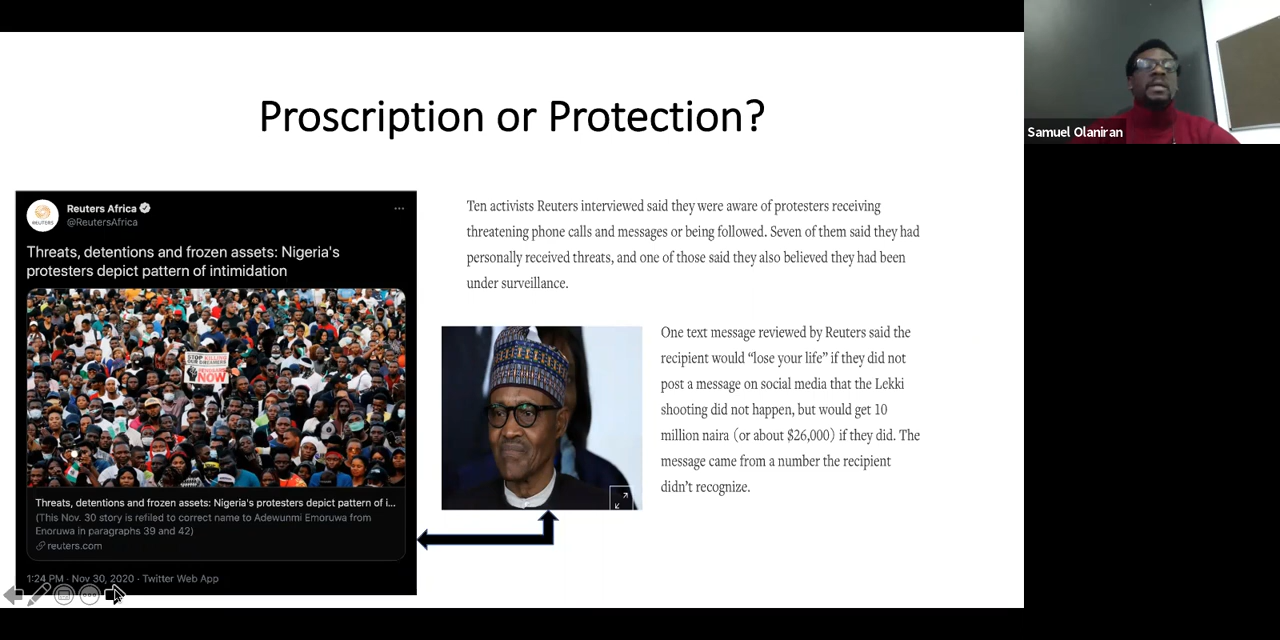 Proscription or Protection?
Samuel Olaniran
REUTERS
Reuters Africa
@ReutersAfrica
Threats, detentions and frozen assets: Nigeria's
protesters depict pattern of intimidation
STOP KILLING
OUR DREAMERS
NOW
Threats, detentions and frozen assets: Nigeria's protesters depict pattern of i...
(This Nov. 30 story is refiled to correct name to Adewunmi Emoruwa from
Enoruwa in paragraphs 39 and 42)
reuters.com
1:24 PM · Nov 30, 2020 · Twitter Web App
Ten activists Reuters interviewed said they were aware of protesters receiving
threatening phone calls and messages or being followed. Seven of them said they had
personally received threats, and one of those said they also believed they had been
under surveillance.
One text message reviewed by Reuters said the
recipient would “lose your life” if they did not
post a message on social media that the Lekki
shooting did not happen, but would get 10
million naira (or about $26,000) if they did. The
message came from a number the recipient
didn’t recognize.